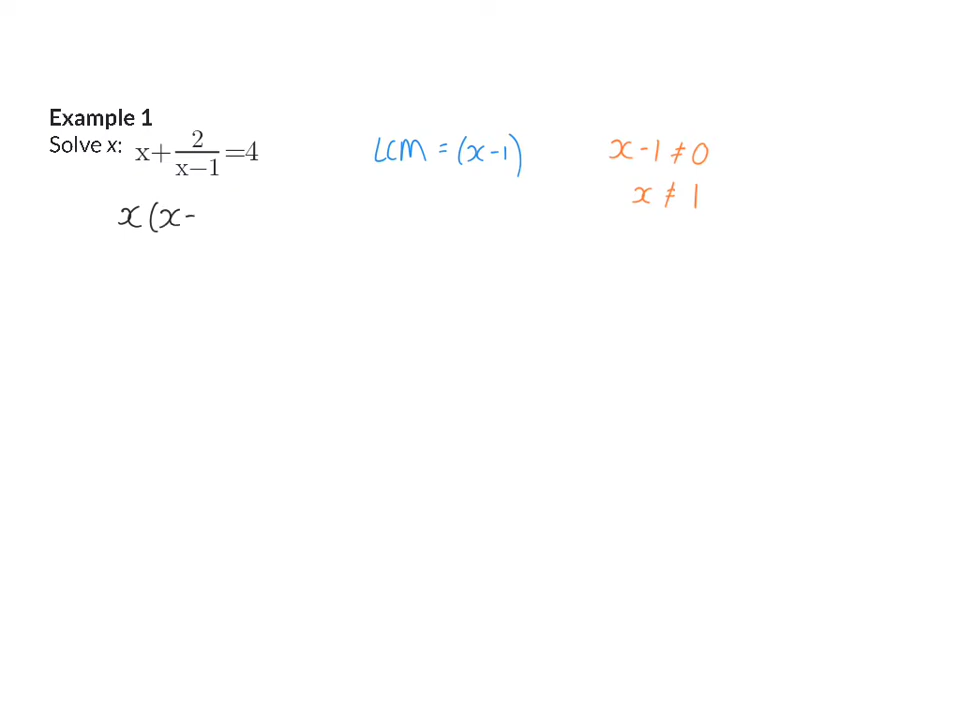 Example 1
Solve x: x+2/(x−1)=4
LCM = (x-1)
x-1≠0
x≠1
x(x-